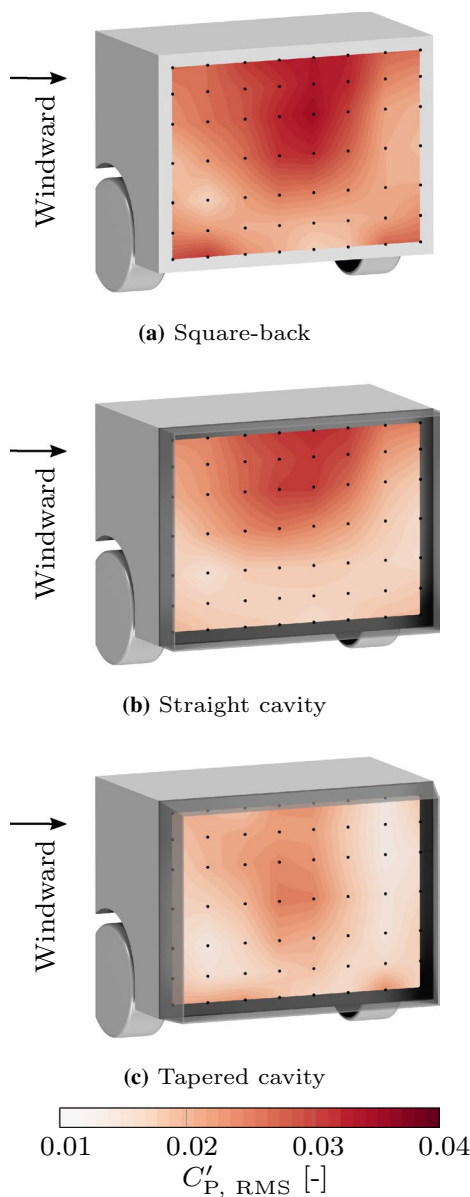 Windward
(a) Square-back
Windward
(b) Straight cavity
Windward
(c) Tapered cavity
0.01 0.02 0.03 0.04
C′P, RMS [-]